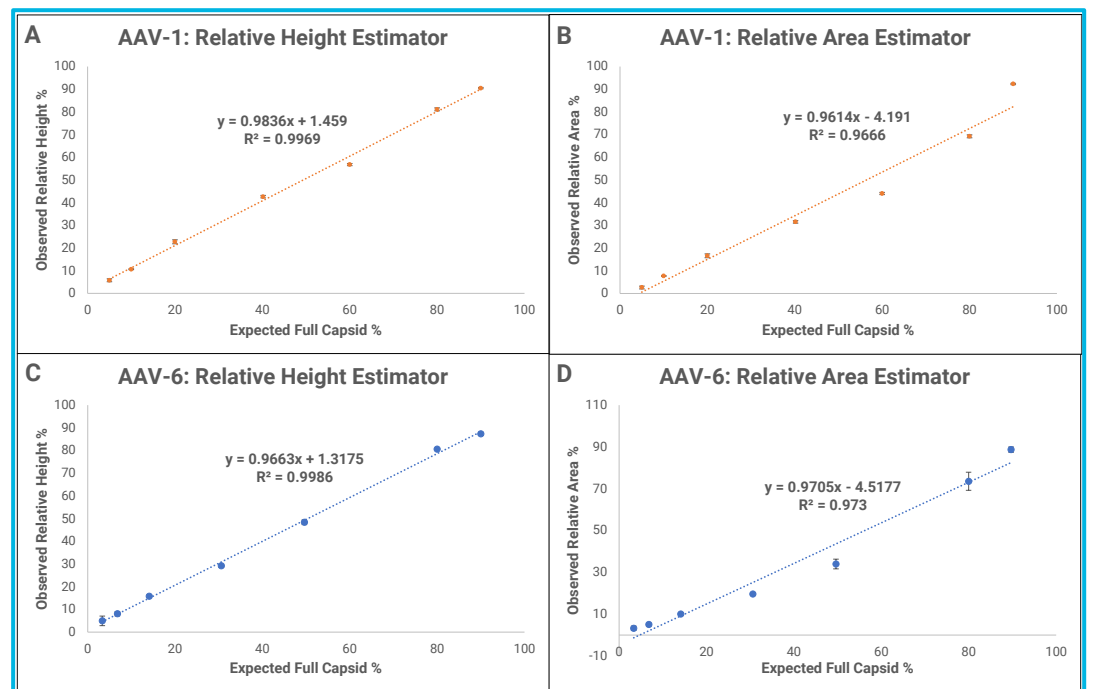 A
AAV-1: Relative Height Estimator
100
90
80
70
60
50
40
30
20
10
0
Observed Relative Height %
y = 0.9836x + 1.459
R² = 0.9969
0 20 40 60 80 100
Expected Full Capsid %
B
AAV-1: Relative Area Estimator
100
90
80
70
60
50
40
30
20
10
0
Observed Relative Area %
y = 0.9614x - 4.191
R² = 0.9666
0 20 40 60 80 100
Expected Full Capsid %
C
AAV-6: Relative Height Estimator
100
90
80
70
60
50
40
30
20
10
0
Observed Relative Height %
y = 0.9663x + 1.3175
R² = 0.9986
0 20 40 60 80 100
Expected Full Capsid %
D
AAV-6: Relative Area Estimator
110
90
70
50
30
10
-10
Observed Relative Area %
y = 0.9705x - 4.5177
R² = 0.973
0 20 40 60 80 100
Expected Full Capsid %